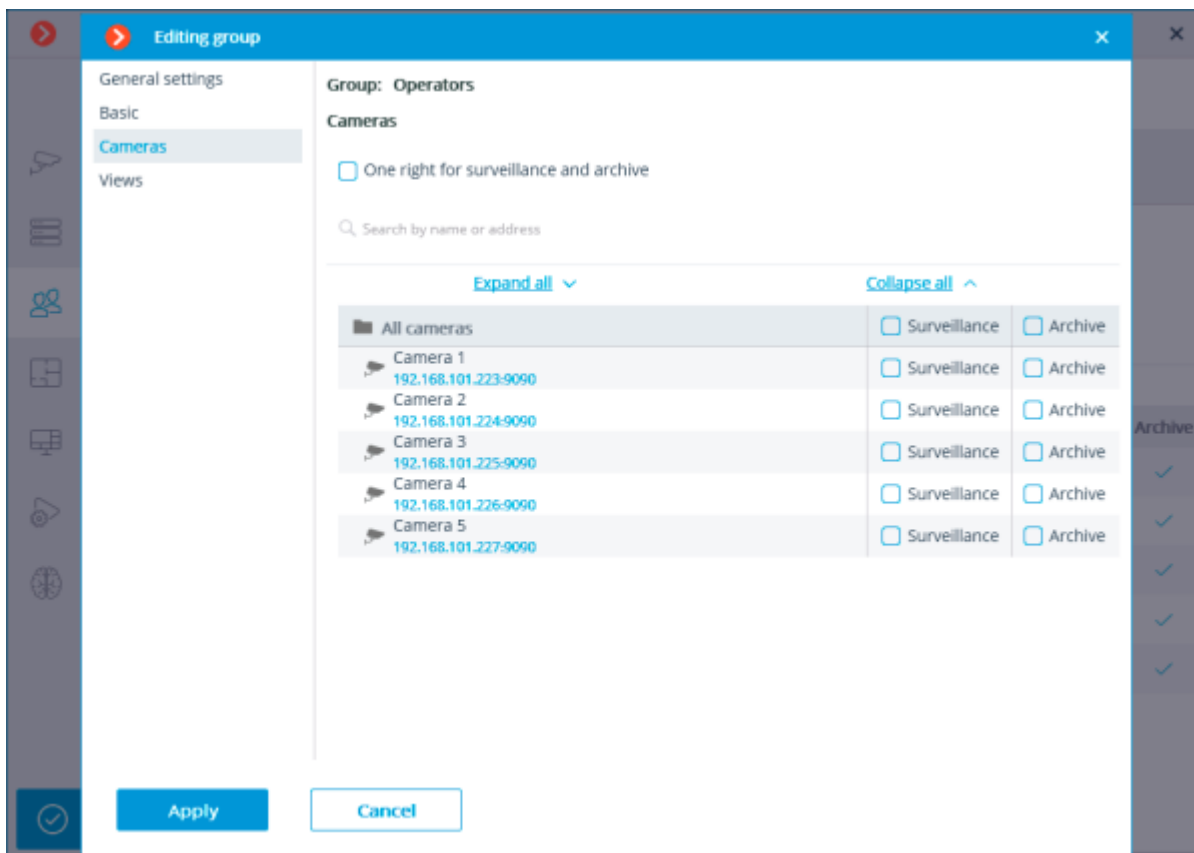 Editing group
General settings
Basic
Cameras
Views
Group: Operators
Cameras
One right for surveillance and archive
Search by name or address
Expand all
Collapse all
All cameras Surveillance Archive
Camera 1
192.168.101.223:9090 Surveillance Archive
Camera 2
192.168.101.224:9090 Surveillance Archive
Camera 3
192.168.101.225:9090 Surveillance Archive
Camera 4
192.168.101.226:9090 Surveillance Archive
Camera 5
192.168.101.227:9090 Surveillance Archive
Archive
Apply
Cancel